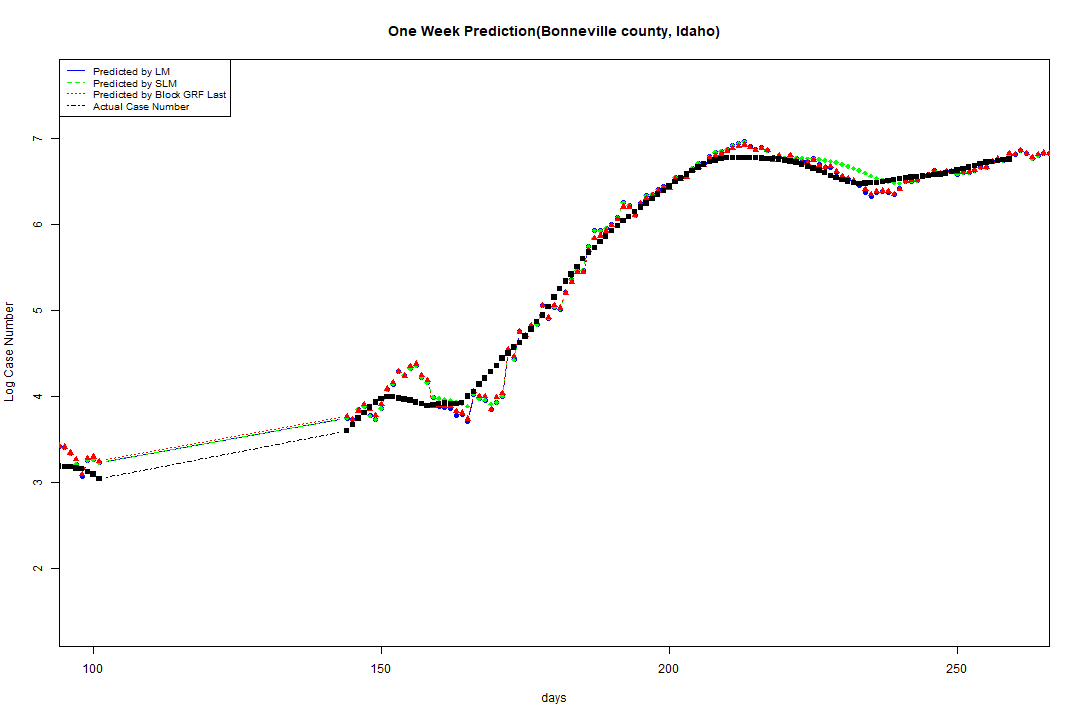 One Week Prediction(Bonneville county, Idaho)
Predicted by LM
Predicted by SLM
Predicted by Block GRF Last
Actual Case Number
Log Case Number
7
6
5
4
3
2
100 150 200 250
days